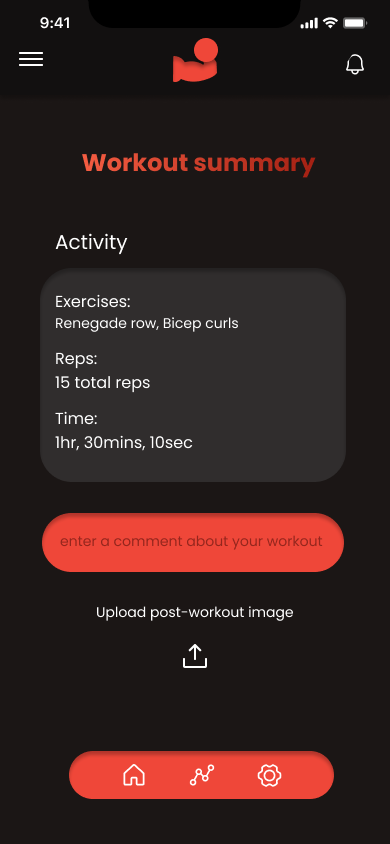 9:41
Workout summary
Activity
Exercises:
Renegade row, Bicep curls
Reps:
15 total reps
Time:
1hr, 30mins, 10sec
enter a comment about your workout
Upload post-workout image